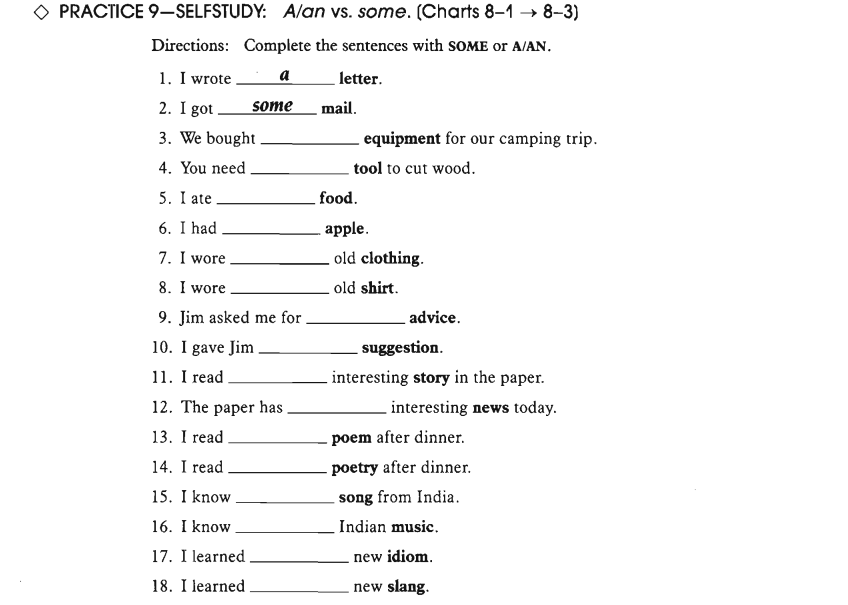 ◇ PRACTICE 9—SELFSTUDY: A/an vs. some. (Charts 8–1 → 8–3)
Directions: Complete the sentences with SOME or A/AN.
1. I wrote ____a____ letter.
2. I got ____some____ mail.
3. We bought __________ equipment for our camping trip.
4. You need __________ tool to cut wood.
5. I ate __________ food.
6. I had __________ apple.
7. I wore __________ old clothing.
8. I wore __________ old shirt.
9. Jim asked me for __________ advice.
10. I gave Jim __________ suggestion.
11. I read __________ interesting story in the paper.
12. The paper has __________ interesting news today.
13. I read __________ poem after dinner.
14. I read __________ poetry after dinner.
15. I know __________ song from India.
16. I know __________ Indian music.
17. I learned __________ new idiom.
18. I learned __________ new slang.